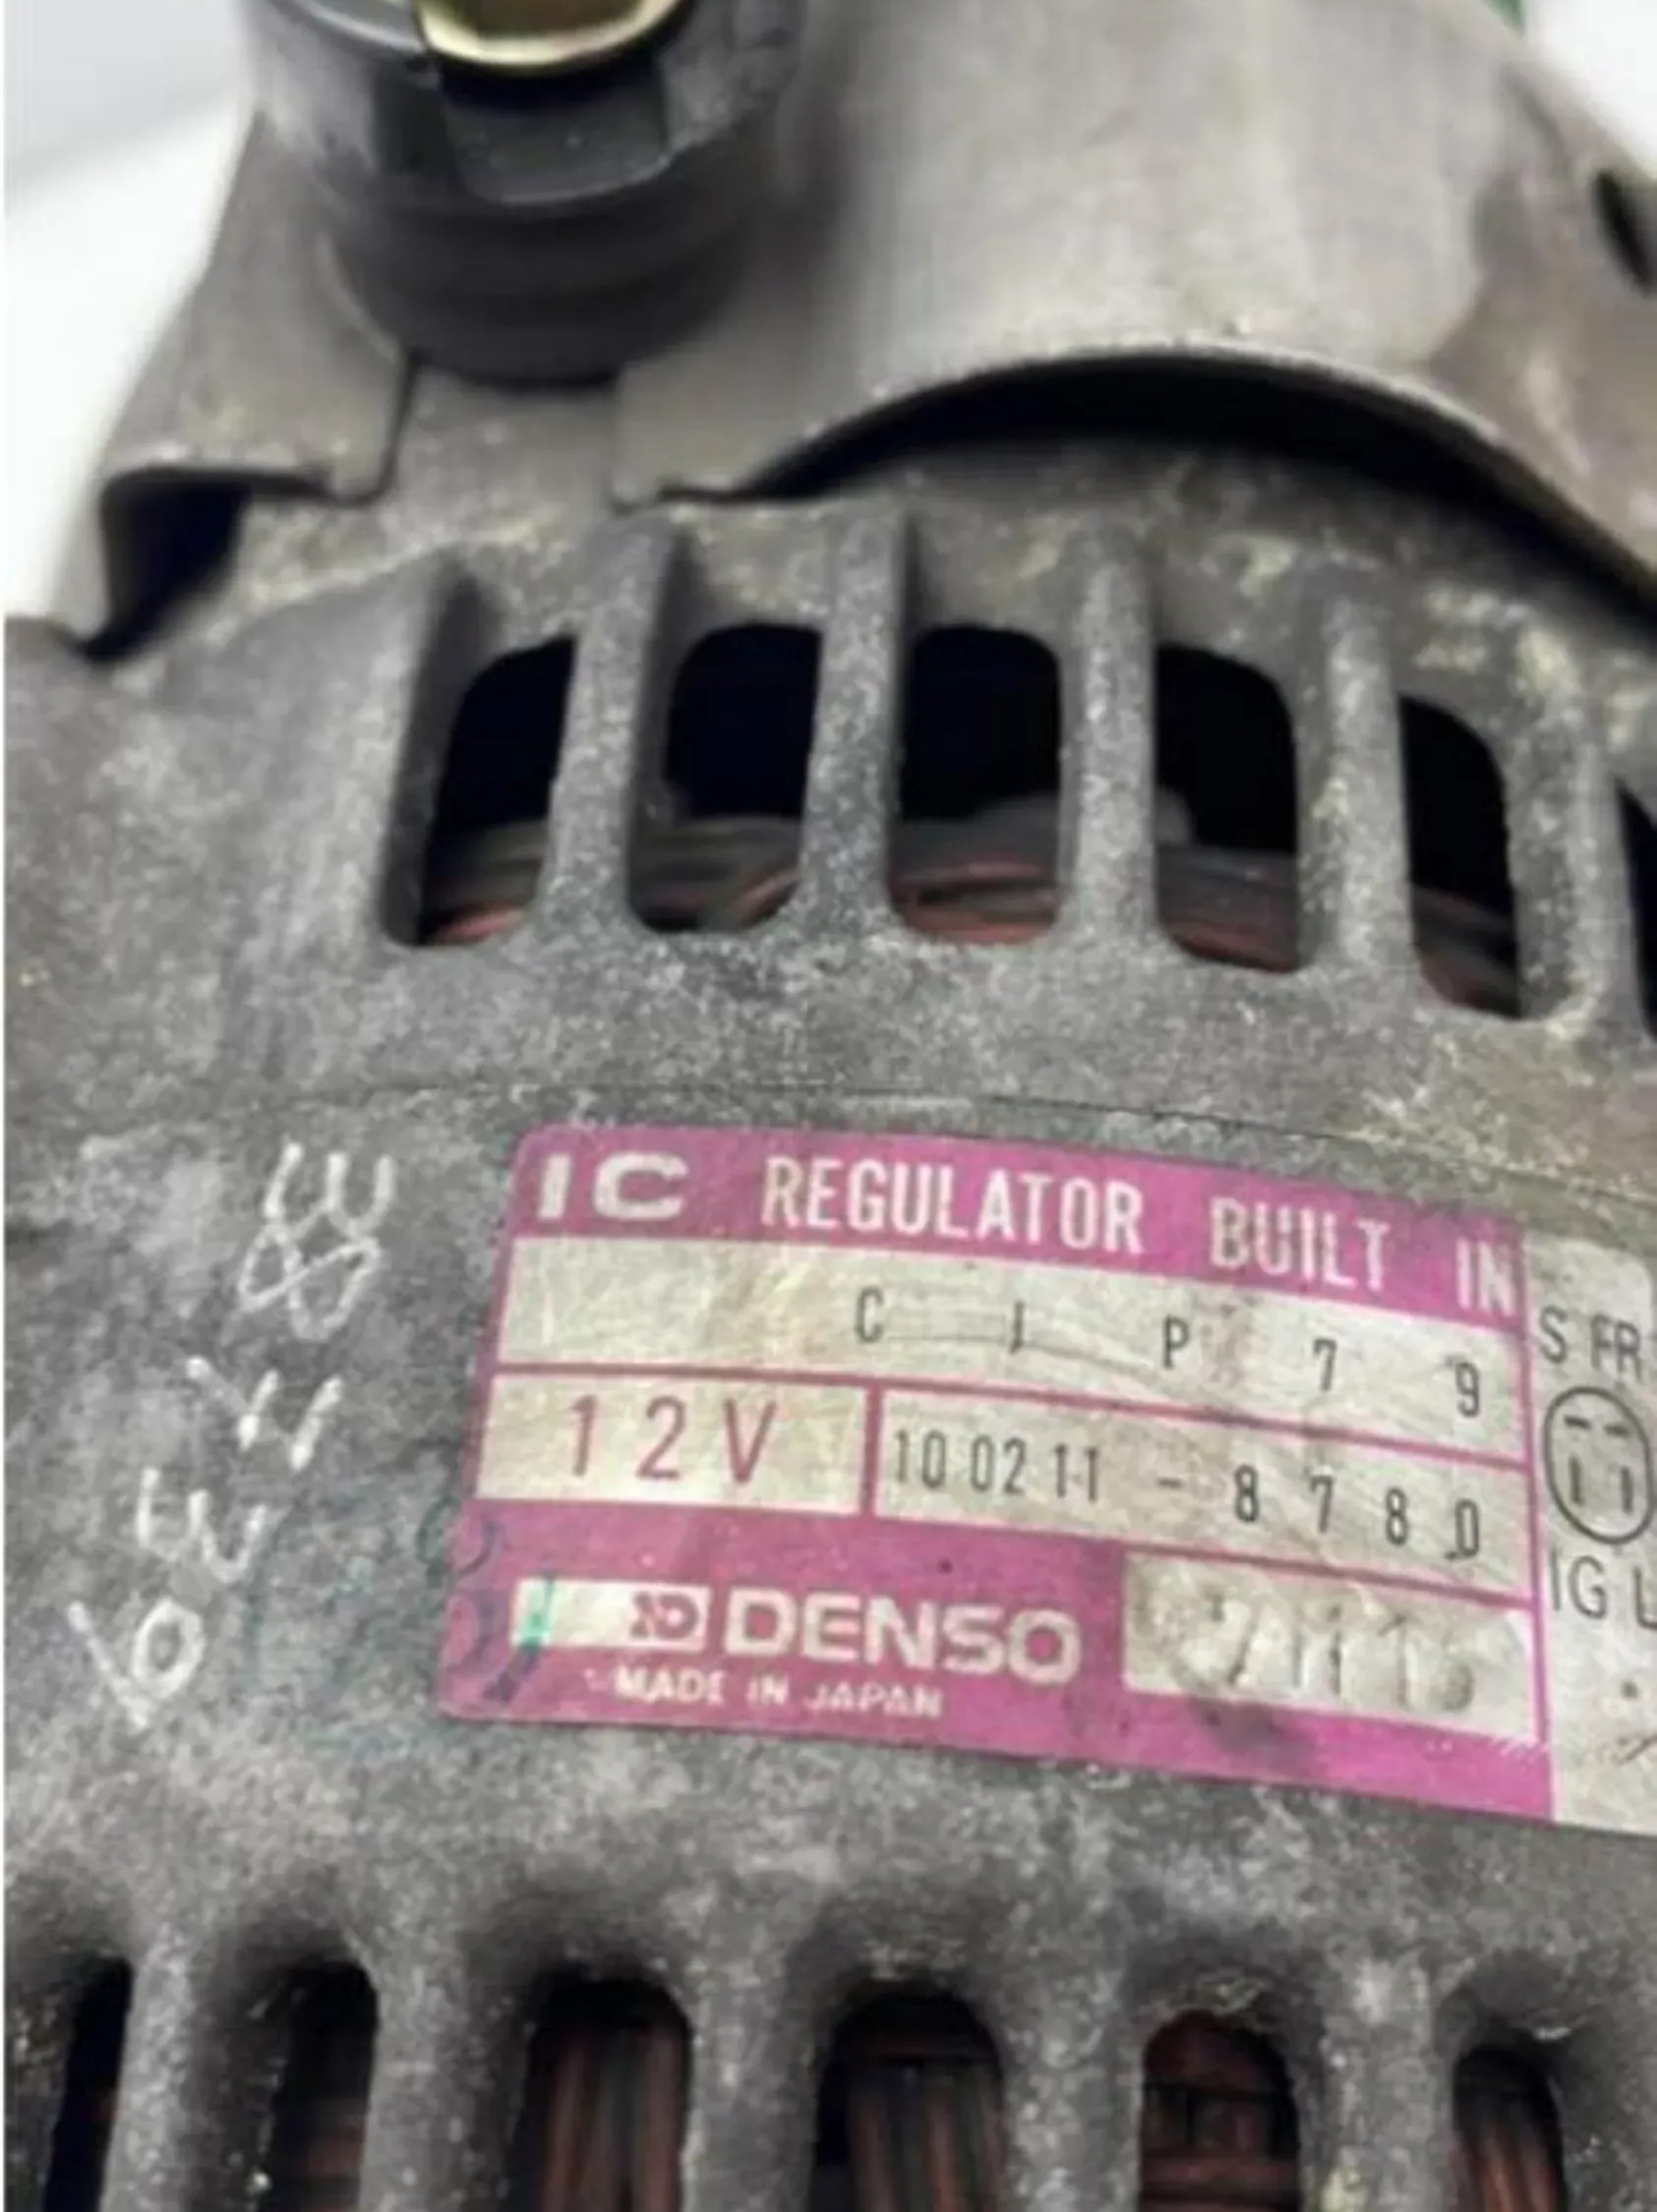 IC REGULATOR BUILT IN
C J P 7 9
12V
100211-8780
DENSO
MADE IN JAPAN
S FR
IG L